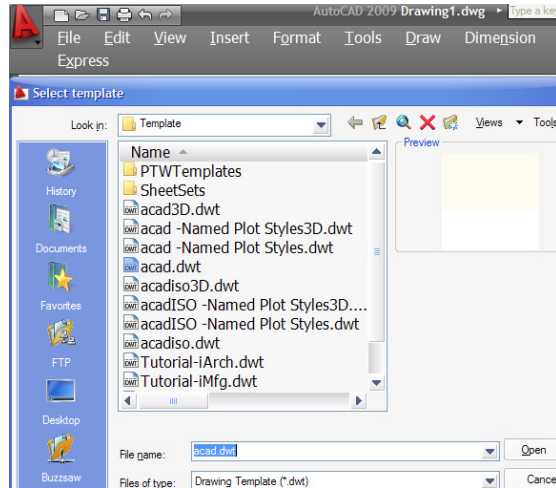 AutoCAD 2009 Drawing1.dwg Type a key
File Edit View Insert Format Tools Draw Dimension
Express
Select template
Look in: Template Views Tools
Name Preview
PTWTemplates
SheetSets
acad3D.dwt
acad -Named Plot Styles3D.dwt
acad -Named Plot Styles.dwt
acad.dwt
acadiso3D.dwt
acadISO -Named Plot Styles3D....
acadISO -Named Plot Styles.dwt
acadiso.dwt
Tutorial-iArch.dwt
Tutorial-iMfg.dwt
History
Documents
Favorites
FTP
Desktop
Buzzsaw
File name: acad.dwt Open
Files of type: Drawing Template (*.dwt) Cance